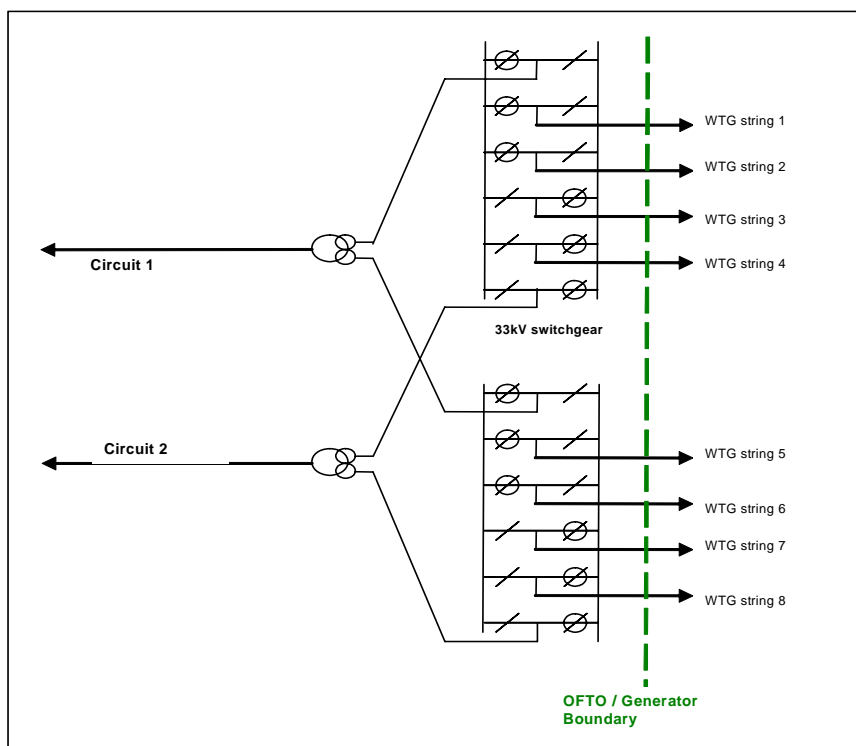 WTG string 1
WTG string 2
WTG string 3
WTG string 4
Circuit 1
33kV switchgear
Circuit 2
WTG string 5
WTG string 6
WTG string 7
WTG string 8
OFTO / Generator
Boundary